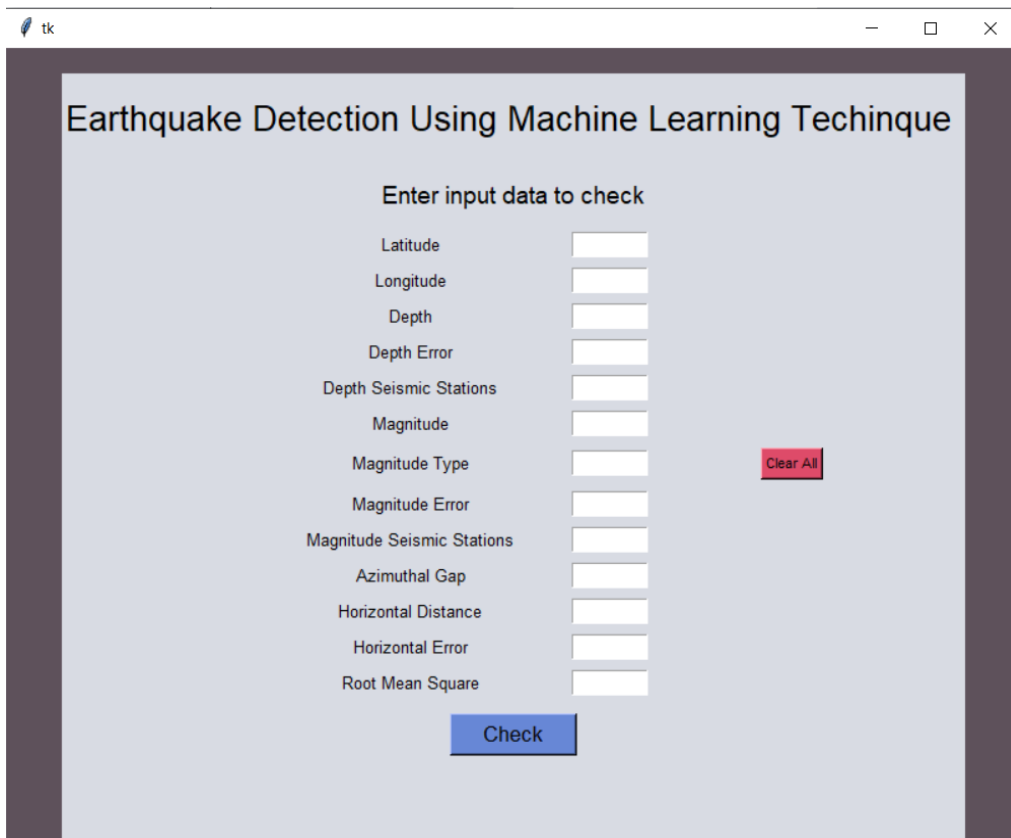 tk
Earthquake Detection Using Machine Learning Techinque
Enter input data to check
Latitude
Longitude
Depth
Depth Error
Depth Seismic Stations
Magnitude
Magnitude Type
Clear All
Magnitude Error
Magnitude Seismic Stations
Azimuthal Gap
Horizontal Distance
Horizontal Error
Root Mean Square
Check